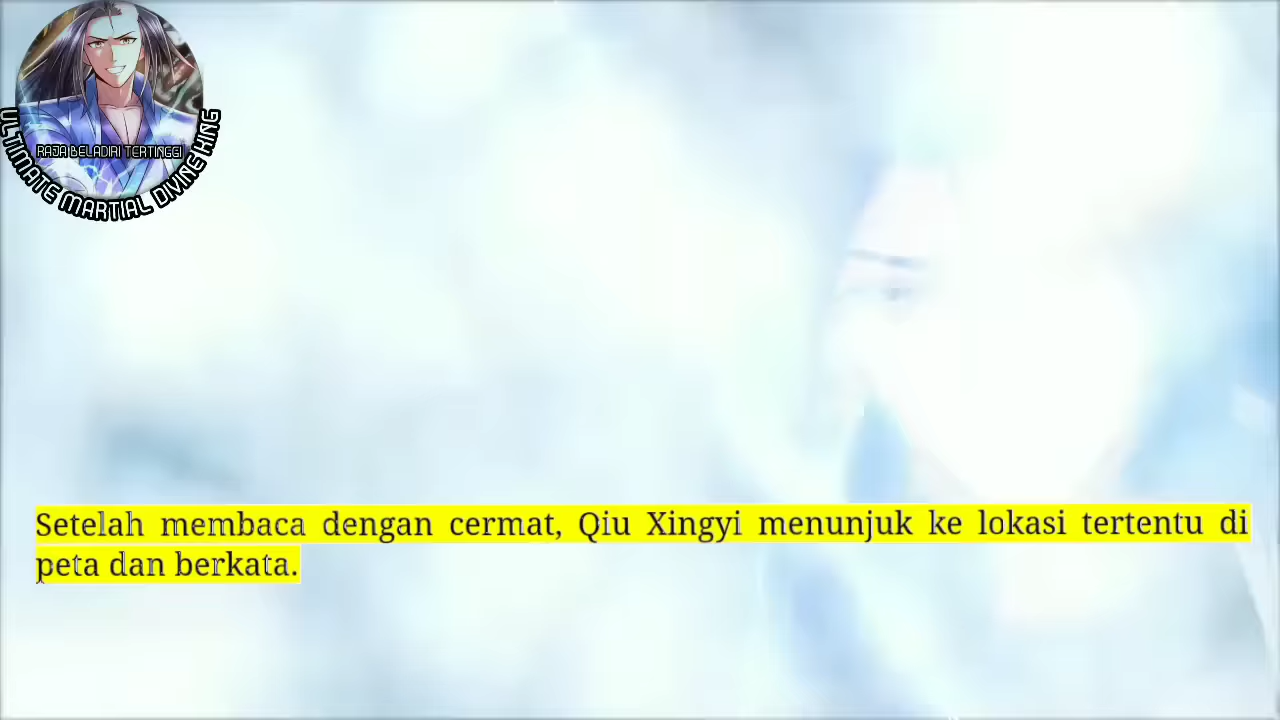 RAJA BELADIRI TERTINGGI
ULTIMATE MARTIAL DIVINE KING
Setelah membaca dengan cermat, Qiu Xingyi menunjuk ke lokasi tertentu di
peta dan berkata.